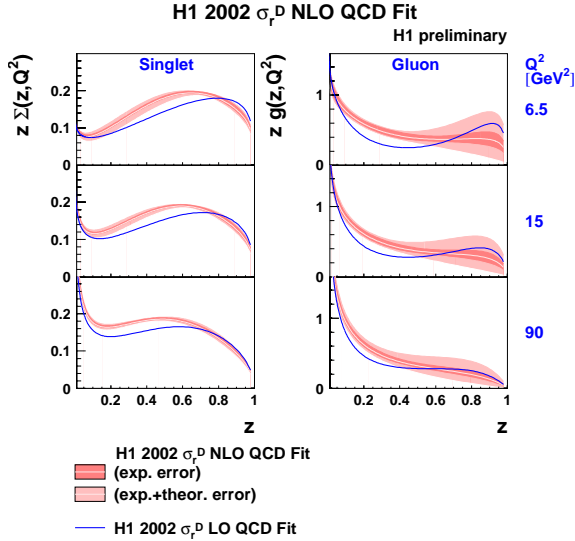 H1 2002 σ_r^D NLO QCD Fit
H1 preliminary
z Σ(z,Q²)
z g(z,Q²)
Singlet
Gluon
Q²
[GeV²]
0.2
0.1
0
1
0
6.5
0.2
0.1
0
1
0
15
0.2
0.1
0
1
0
90
0.2 0.4 0.6 0.8 1
0.2 0.4 0.6 0.8 1
z
z
H1 2002 σ_r^D NLO QCD Fit
(exp. error)
(exp.+theor. error)
H1 2002 σ_r^D LO QCD Fit